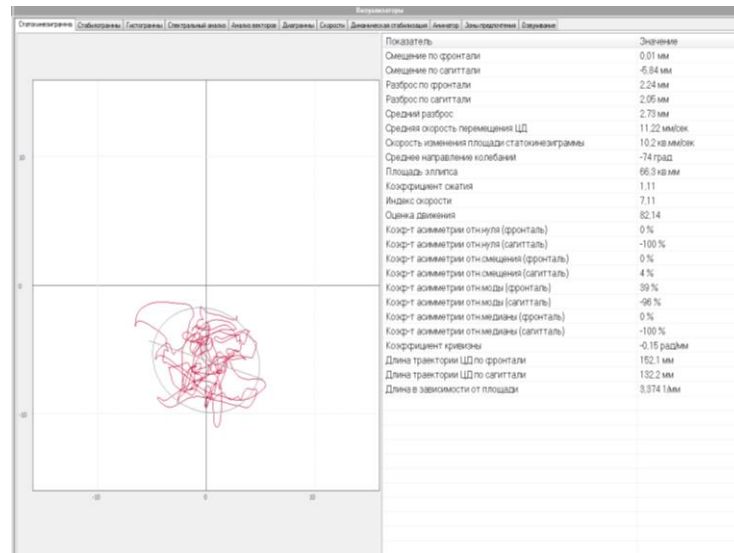 Визуализаторы
Статокинезиграмма Стабилограммы Гистограммы Спектральный анализ Анализ векторов Диаграммы Скорости Динамическая стабилизация Аниматор Зоны предпочтения
Показатель Значение
Смещение по фронтали 0,01 мм
Смещение по сагиттали -5,84 мм
Разброс по фронтали 2,24 мм
Разброс по сагиттали 2,05 мм
Средний разброс 2,73 мм
Средняя скорость перемещения ЦД 11,22 мм/сек
Скорость изменения площади статокинезиграммы 10,2 кв.мм/сек
Среднее направление колебаний -74 град
Площадь эллипса 66,3 кв.мм
Коэффициент сжатия 1,11
Индекс скорости 7,11
Оценка движения 82,14
Коэф-т асимметрии отн.нуля (фронталь) 0 %
Коэф-т асимметрии отн.нуля (сагитталь) -100 %
Коэф-т асимметрии отн.смещения (фронталь) 0 %
Коэф-т асимметрии отн.смещения (сагитталь) 4 %
Коэф-т асимметрии отн.моды (фронталь) 39 %
Коэф-т асимметрии отн.моды (сагитталь) -96 %
Коэф-т асимметрии отн.медианы (фронталь) 0 %
Коэф-т асимметрии отн.медианы (сагитталь) -100 %
Коэффициент кривизны -0,15 рад/мм
Длина траектории ЦД по фронтали 152,1 мм
Длина траектории ЦД по сагиттали 132,2 мм
Длина в зависимости от площади 3,374 1/мм
10
0
-10
-10 0 10